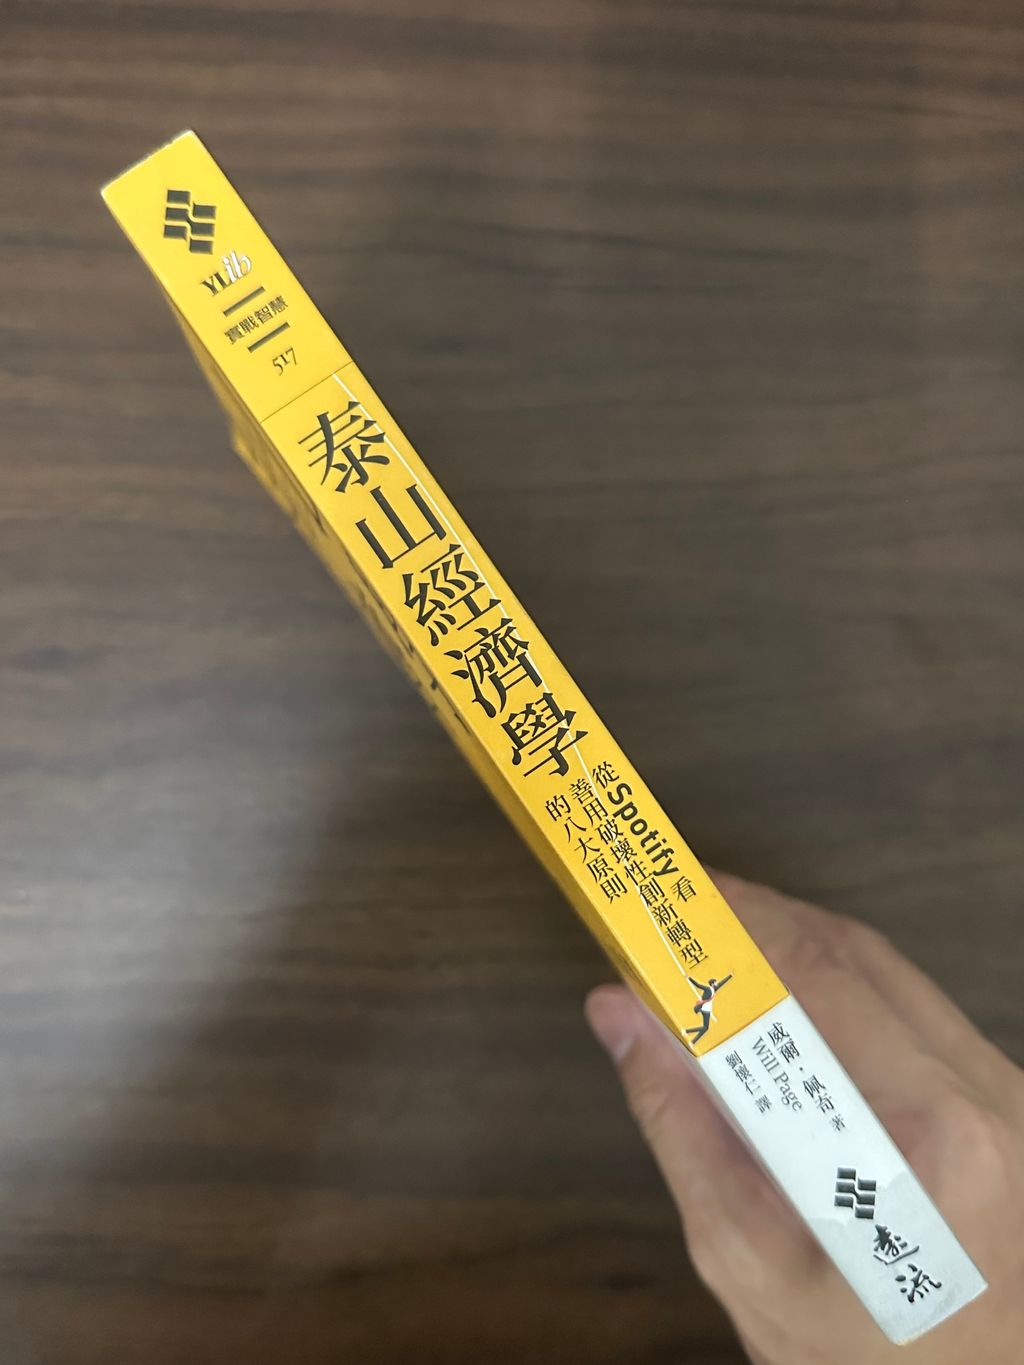 YLib
實戰智慧
517
泰山經濟學
從Spotify看
善用破壞性創新轉型
的八大原則
威爾・佩奇 著
Will Page
劉懷仁 譯
遠流